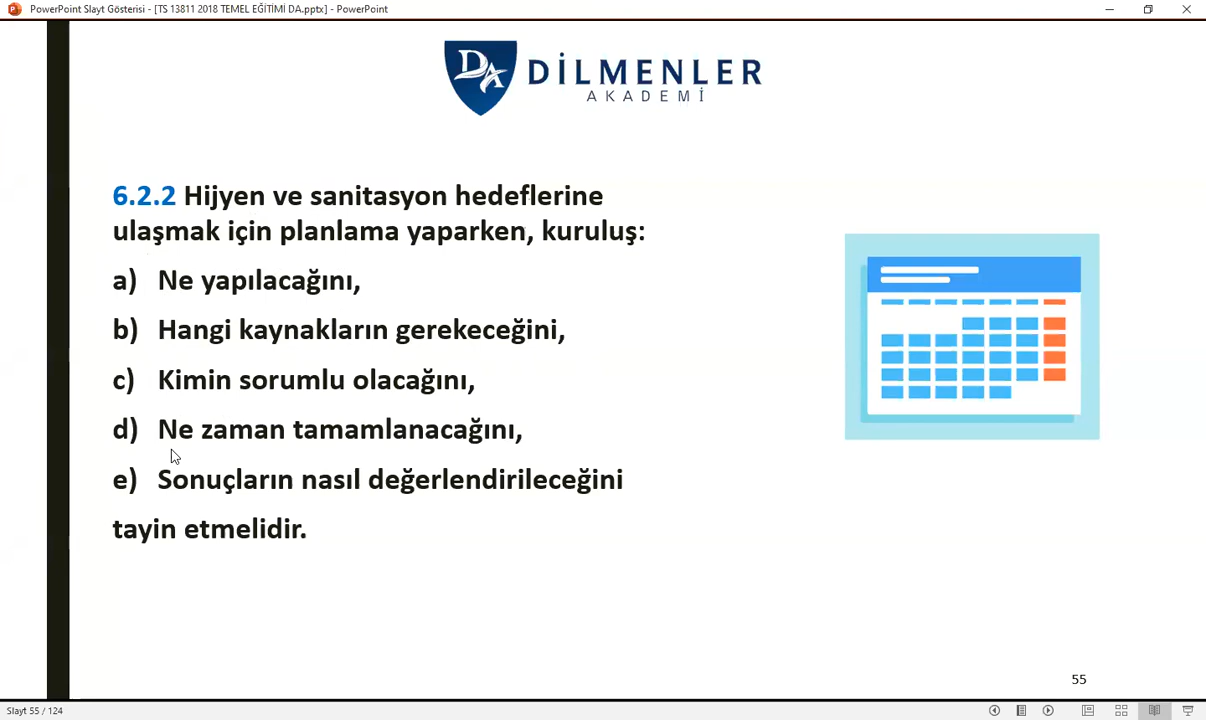 PowerPoint Slayt Gösterisi - [TS 13811 2018 TEMEL EĞİTİMİ DA.pptx] - PowerPoint
DA
DİLMENLER
AKADEMİ
6.2.2 Hijyen ve sanitasyon hedeflerine
ulaşmak için planlama yaparken, kuruluş:
a) Ne yapılacağını,
b) Hangi kaynakların gerekeceğini,
c) Kimin sorumlu olacağını,
d) Ne zaman tamamlanacağını,
e) Sonuçların nasıl değerlendirileceğini
tayin etmelidir.
55
Slayt 55 / 124